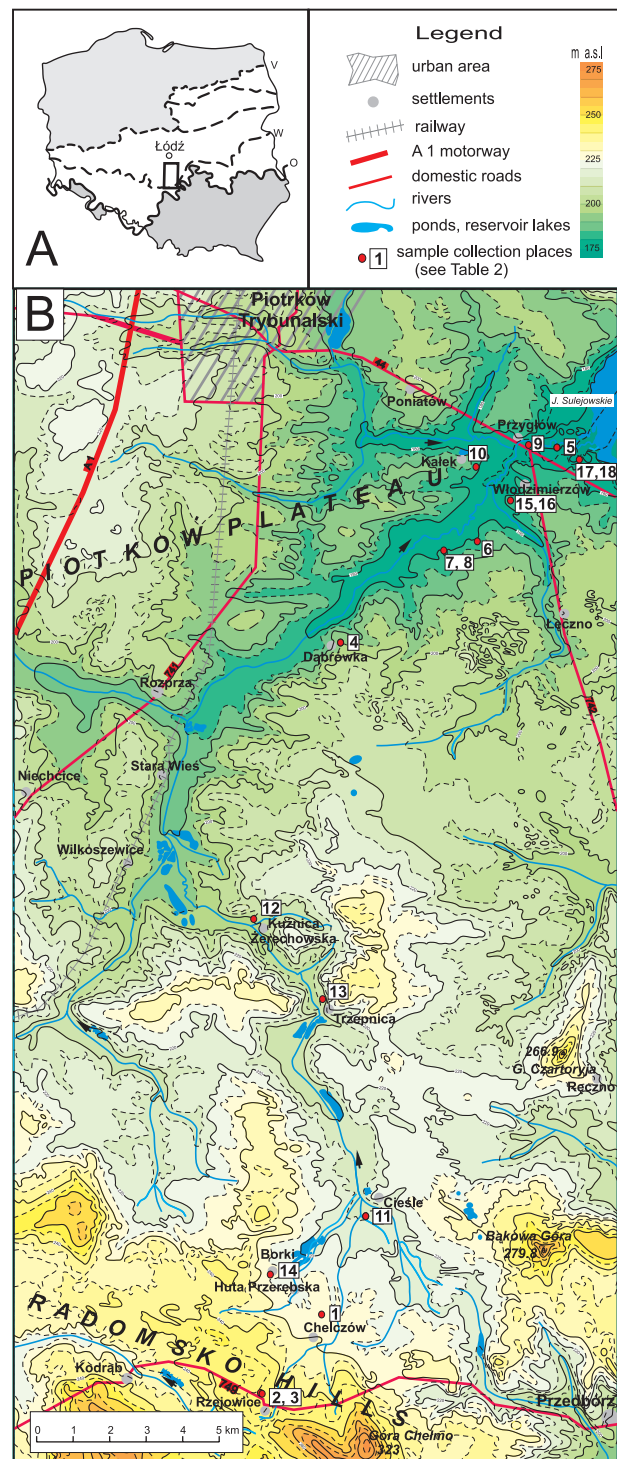 Łódź
V
W
O
A
Legend
urban area
settlements
railway
A 1 motorway
domestic roads
rivers
ponds, reservoir lakes
1 sample collection places
(see Table 2)
m a.s.l
275
225
200
175
B
Piotrków
Trybunalski
A 1
Poniatów
J. Sulejowskie
Przygłów
9
5
10
Kałek
17,18
Włodzimierzów
15,16
PIOTKOW PLATEAU
6
7, 8
4
Dąbrówka
Łęczno
Rozprza
742
Stara Wieś
Niechcice
Wilkoszewice
12
Kuźnica
Żerechowska
13
Trzepnica
266.9
G. Czartoryja
Ręczno
Cieśle
11
Bąkowa Góra
279.8
Borki
14
Huta Przerębska
1
Chełczów
RADOMSKO HILLS
Kodrąb
2, 3
Rzejowice
Przedbórz
Góra Chełmo
323
0 1 2 3 4 5 km